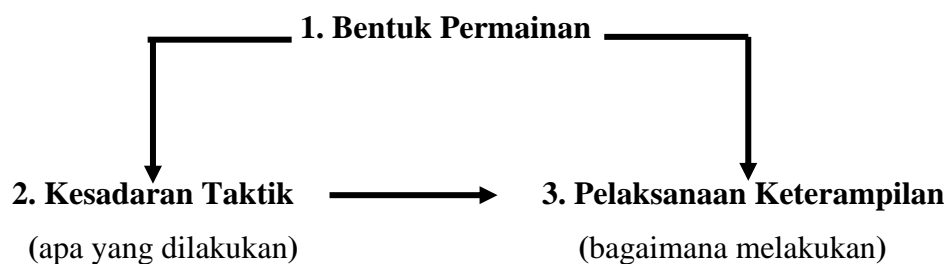 1. Bentuk Permainan
2. Kesadaran Taktik
(apa yang dilakukan)
3. Pelaksanaan Keterampilan
(bagaimana melakukan)